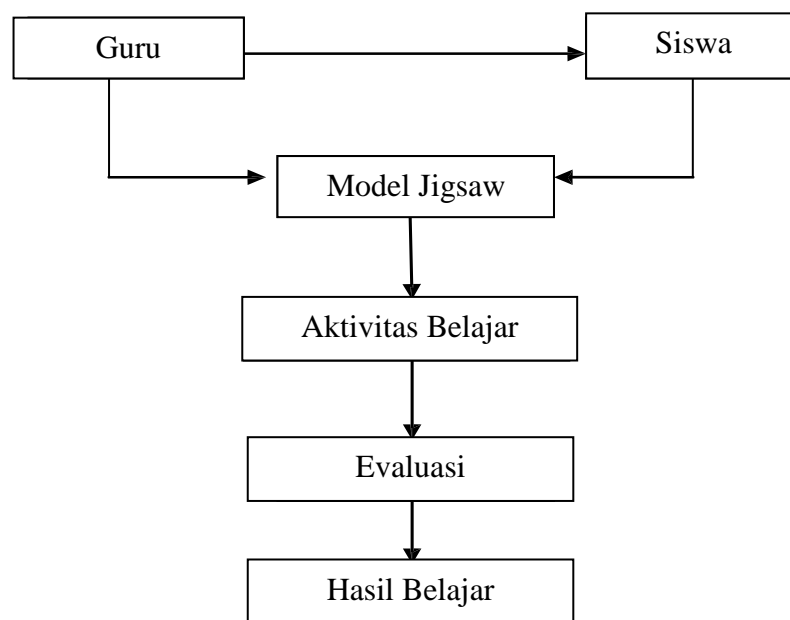 Guru
Siswa
Model Jigsaw
Aktivitas Belajar
Evaluasi
Hasil Belajar